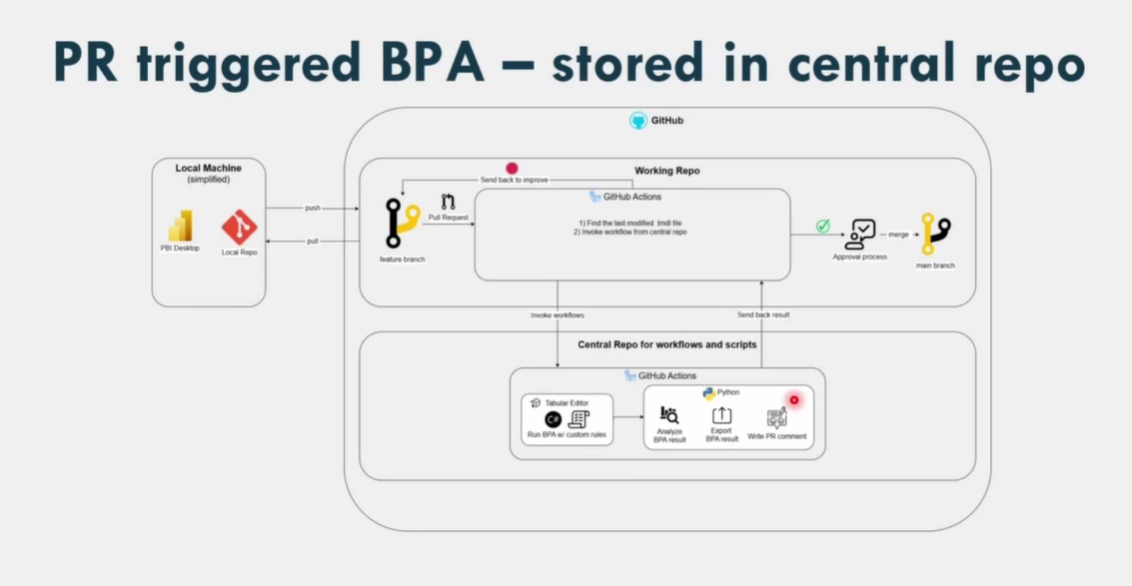 PR triggered BPA – stored in central repo
GitHub
Local Machine
(simplified)
PBI Desktop
Local Repo
push
pull
Working Repo
Send back to improve
feature branch
Pull Request
GitHub Actions
1) Find the last modified .tmdl file
2) Invoke workflow from central repo
Approval process
merge
main branch
Invoke workflows
Send back result
Central Repo for workflows and scripts
GitHub Actions
Tabular Editor
C#
Run BPA w/ custom rules
Python
Analyze
BPA result
Export
BPA result
Write PR comment